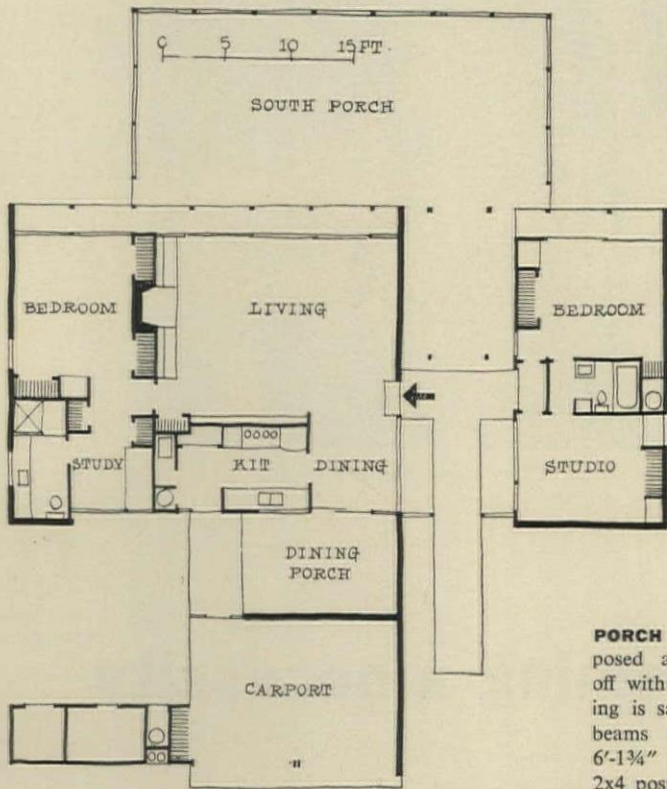 0 5 10 15 FT.
SOUTH PORCH
BEDROOM
LIVING
BEDROOM
STUDY
KIT
DINING
STUDIO
DINING
PORCH
CARPORT
PORCH
posed a
off with
ing is sa
beams
6'-1¾"
2x4 pos